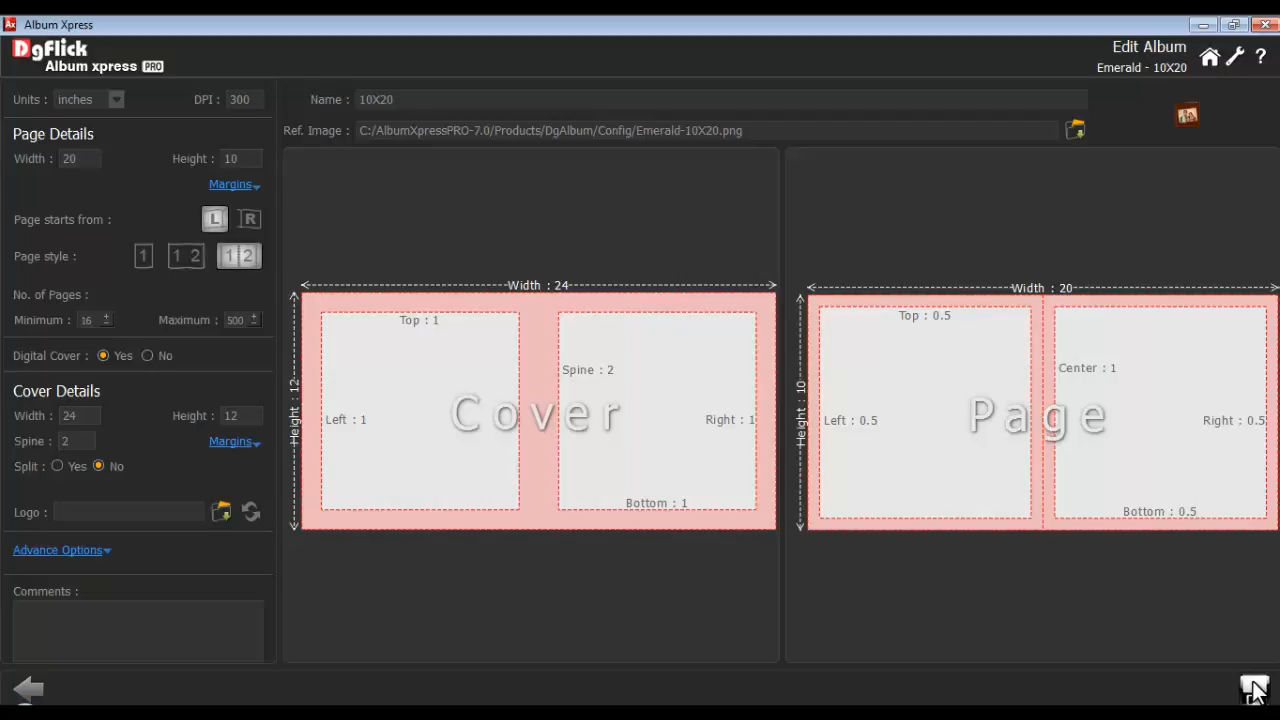 Album Xpress
DgFlick
Album xpress PRO
Edit Album
Emerald - 10X20
?
Units : inches
DPI : 300
Name : 10X20
Ref. Image : C:/AlbumXpressPRO-7.0/Products/DgAlbum/Config/Emerald-10X20.png
Page Details
Width : 20
Height : 10
Margins
Page starts from : L R
Page style : 1 1 2 1 2
No. of Pages :
Minimum : 16
Maximum : 500
Digital Cover : Yes No
Cover Details
Width : 24
Height : 12
Spine : 2
Margins
Split : Yes No
Logo :
Advance Options
Comments :
Width : 24
Height : 12
Top : 1
Spine : 2
Left : 1
Cover
Right : 1
Bottom : 1
Width : 20
Height : 10
Top : 0.5
Center : 1
Left : 0.5
Page
Right : 0.5
Bottom : 0.5